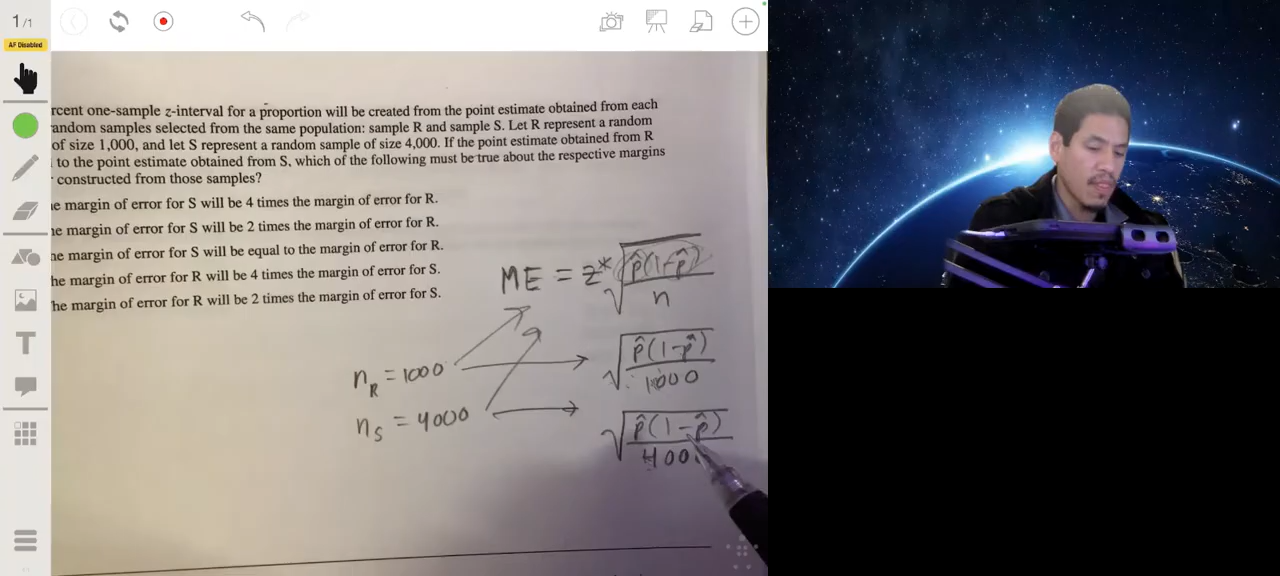 1/1
AF Disabled
rcent one-sample z-interval for a proportion will be created from the point estimate obtained from each
andom samples selected from the same population: sample R and sample S. Let R represent a random
of size 1,000, and let S represent a random sample of size 4,000. If the point estimate obtained from R
to the point estimate obtained from S, which of the following must be true about the respective margins
constructed from those samples?
e margin of error for S will be 4 times the margin of error for R.
he margin of error for S will be 2 times the margin of error for R.
he margin of error for S will be equal to the margin of error for R.
he margin of error for R will be 4 times the margin of error for S.
he margin of error for R will be 2 times the margin of error for S.
ME = z* √ p̂(1-p̂)
n
n_R = 1000
√ p̂(1-p̂)
1000
n_S = 4000
√ p̂(1-p̂)
400
T